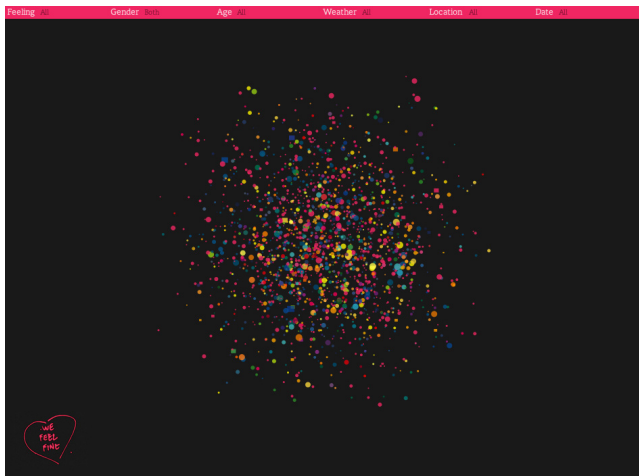 Feeling All Gender Both Age All Weather All Location All Date All
WE
FEEL
FINE